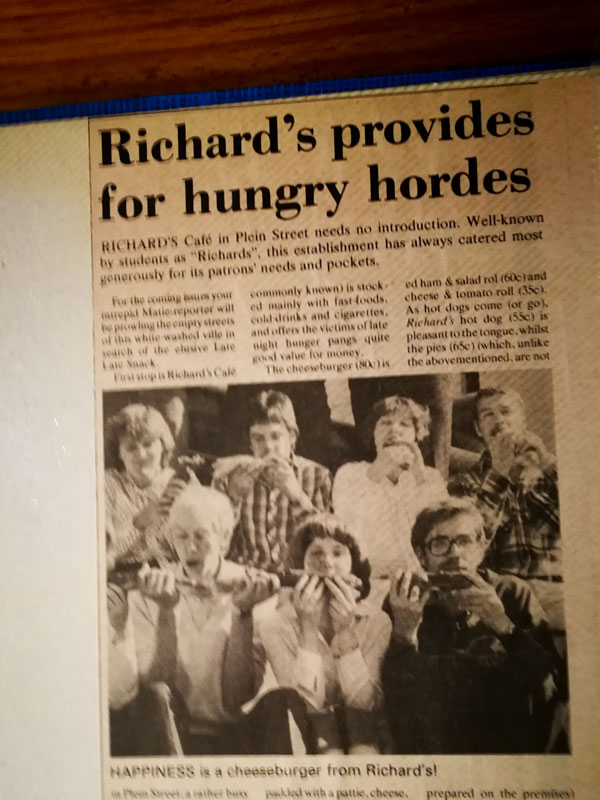 Richard's provides
for hungry hordes
RICHARD'S Café in Plein Street needs no introduction. Well-known
by students as "Richards", this establishment has always catered most
generously for its patrons' needs and pockets.
For the coming issues your
intrepid Matie-reporter will
be prowling the empty streets
of this white-washed ville in
search of the elusive Late
Late Snack.
First stop is Richard's Café
commonly known) is stock-
ed mainly with fast-foods,
cold-drinks and cigarettes,
and offers the victims of late
night hunger pangs quite
good value for money.
The cheeseburger (80c) is
ed ham & salad rol (60c) and
cheese & tomato roll (35c).
As hot dogs come (or go),
Richard's hot dog (55c) is
pleasant to the tongue, whilst
the pies (65c) (which, unlike
the abovementioned, are not
HAPPINESS is a cheeseburger from Richard's!
in Plein Street, a rather busy
packled with a pattie, cheese,
prepared on the premises)